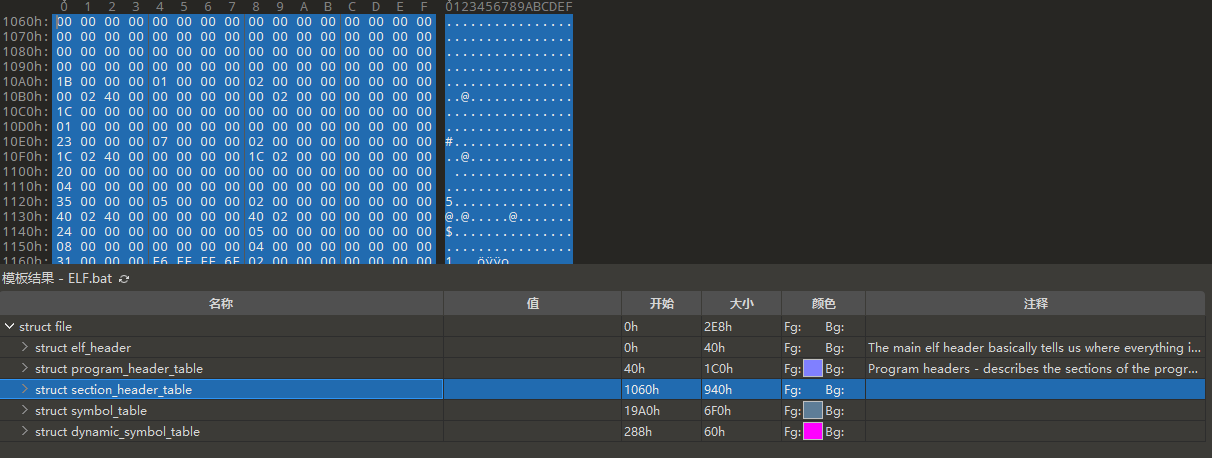 0 1 2 3 4 5 6 7 8 9 A B C D E F 0123456789ABCDEF
1060h: 00 00 00 00 00 00 00 00 00 00 00 00 00 00 00 00 ................
1070h: 00 00 00 00 00 00 00 00 00 00 00 00 00 00 00 00 ................
1080h: 00 00 00 00 00 00 00 00 00 00 00 00 00 00 00 00 ................
1090h: 00 00 00 00 00 00 00 00 00 00 00 00 00 00 00 00 ................
10A0h: 1B 00 00 00 01 00 00 00 02 00 00 00 00 00 00 00 ................
10B0h: 00 02 40 00 00 00 00 00 00 02 00 00 00 00 00 00 ..@.............
10C0h: 1C 00 00 00 00 00 00 00 00 00 00 00 00 00 00 00 ................
10D0h: 01 00 00 00 00 00 00 00 00 00 00 00 00 00 00 00 ................
10E0h: 23 00 00 00 07 00 00 00 02 00 00 00 00 00 00 00 #...............
10F0h: 1C 02 40 00 00 00 00 00 1C 02 00 00 00 00 00 00 ..@.............
1100h: 20 00 00 00 00 00 00 00 00 00 00 00 00 00 00 00 ...............
1110h: 04 00 00 00 00 00 00 00 00 00 00 00 00 00 00 00 ................
1120h: 35 00 00 00 05 00 00 00 02 00 00 00 00 00 00 00 5...............
1130h: 40 02 40 00 00 00 00 00 40 02 00 00 00 00 00 00 @.@.....@.......
1140h: 24 00 00 00 00 00 00 00 05 00 00 00 00 00 00 00 $...............
1150h: 08 00 00 00 00 00 00 00 04 00 00 00 00 00 00 00 ................
1160h: 31 00 00 00 F6 FF FF 6F 02 00 00 00 00 00 00 00 1...öÿÿo........
模板结果 - ELF.bat
名称 值 开始 大小 颜色 注释
struct file 0h 2E8h Fg: Bg:
struct elf_header 0h 40h Fg: Bg: The main elf header basically tells us where everything i...
struct program_header_table 40h 1C0h Fg: Bg: Program headers - describes the sections of the progr...
struct section_header_table 1060h 940h Fg: Bg:
struct symbol_table 19A0h 6F0h Fg: Bg:
struct dynamic_symbol_table 288h 60h Fg: Bg: